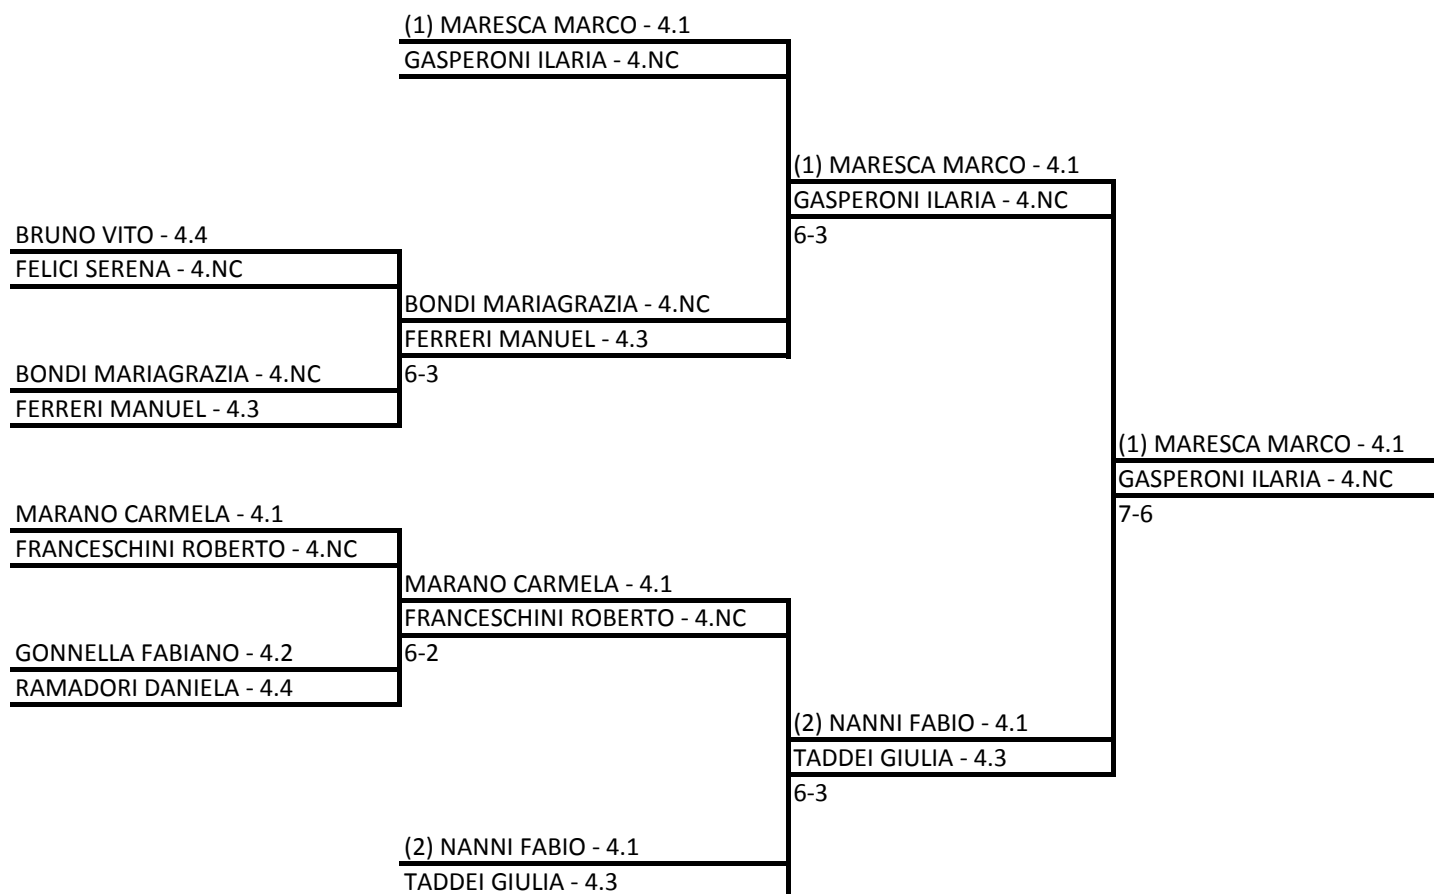 (1) MARESCA MARCO - 4.1
GASPERONI ILARIA - 4.NC
(1) MARESCA MARCO - 4.1
GASPERONI ILARIA - 4.NC
6-3
BRUNO VITO - 4.4
FELICI SERENA - 4.NC
BONDI MARIAGRAZIA - 4.NC
FERRERI MANUEL - 4.3
6-3
BONDI MARIAGRAZIA - 4.NC
FERRERI MANUEL - 4.3
(1) MARESCA MARCO - 4.1
GASPERONI ILARIA - 4.NC
7-6
MARANO CARMELA - 4.1
FRANCESCHINI ROBERTO - 4.NC
MARANO CARMELA - 4.1
FRANCESCHINI ROBERTO - 4.NC
6-2
GONNELLA FABIANO - 4.2
RAMADORI DANIELA - 4.4
(2) NANNI FABIO - 4.1
TADDEI GIULIA - 4.3
6-3
(2) NANNI FABIO - 4.1
TADDEI GIULIA - 4.3